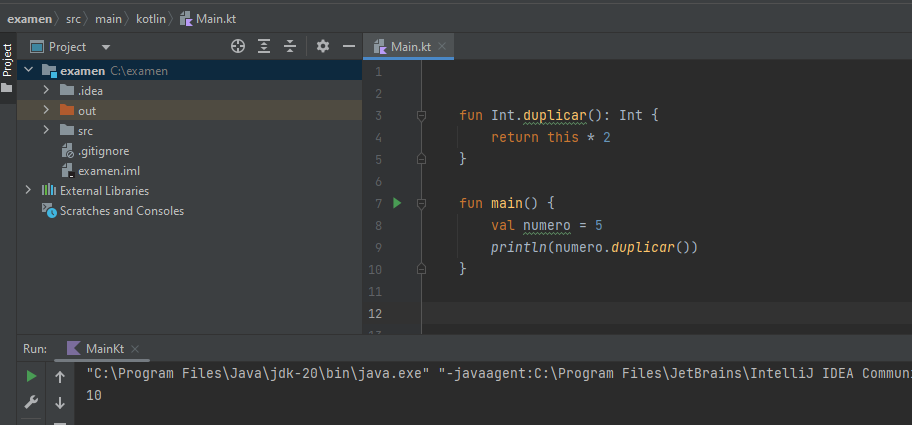 examen › src › main › kotlin › Main.kt
Project
Project
Main.kt
examen C:\examen
.idea
out
src
.gitignore
examen.iml
External Libraries
Scratches and Consoles
1
2
3 fun Int.duplicar(): Int {
4 return this * 2
5 }
6
7 fun main() {
8 val numero = 5
9 println(numero.duplicar())
10 }
11
12
13
Run: MainKt
"C:\Program Files\Java\jdk-20\bin\java.exe" "-javaagent:C:\Program Files\JetBrains\IntelliJ IDEA Communi
10